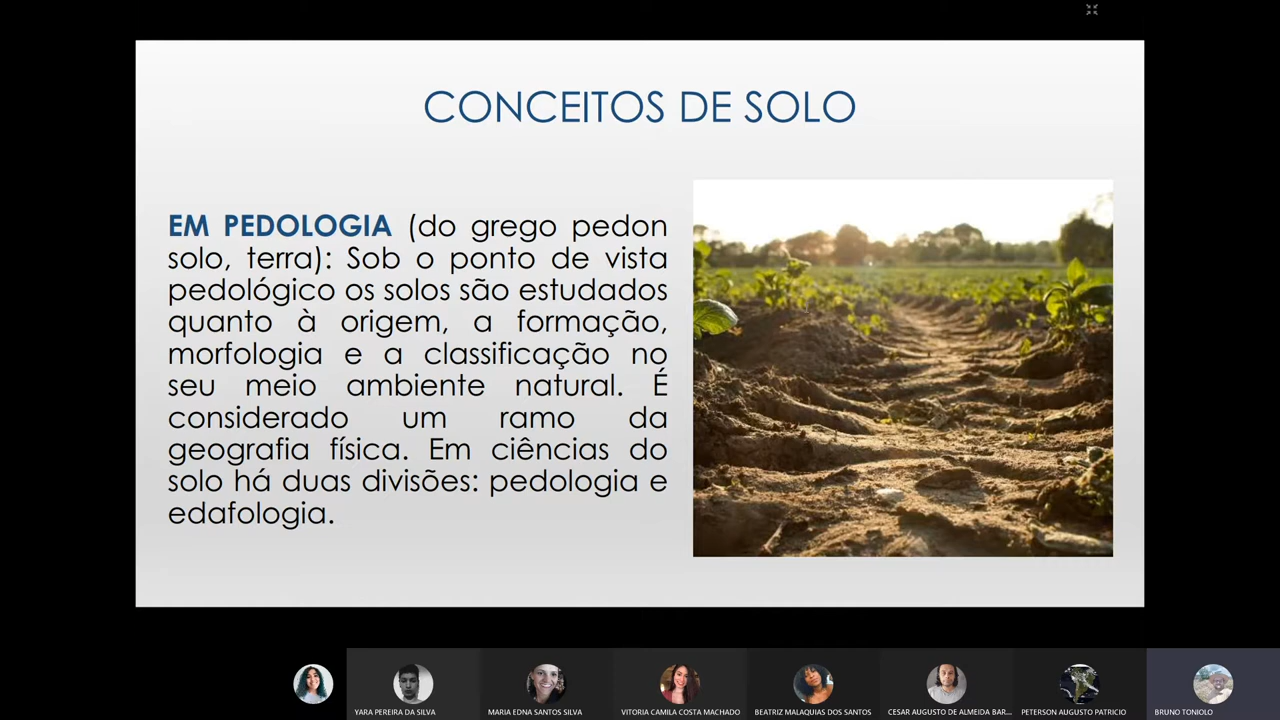 CONCEITOS DE SOLO
EM PEDOLOGIA (do grego pedon
solo, terra): Sob o ponto de vista
pedológico os solos são estudados
quanto à origem, a formação,
morfologia e a classificação no
seu meio ambiente natural. É
considerado um ramo da
geografia física. Em ciências do
solo há duas divisões: pedologia e
edafologia.
YARA PEREIRA DA SILVA
MARIA EDNA SANTOS SILVA
VITORIA CAMILA COSTA MACHADO
BEATRIZ MALAQUIAS DOS SANTOS
CESAR AUGUSTO DE ALMEIDA BAR...
PETERSON AUGUSTO PATRICIO
BRUNO TONIOLO